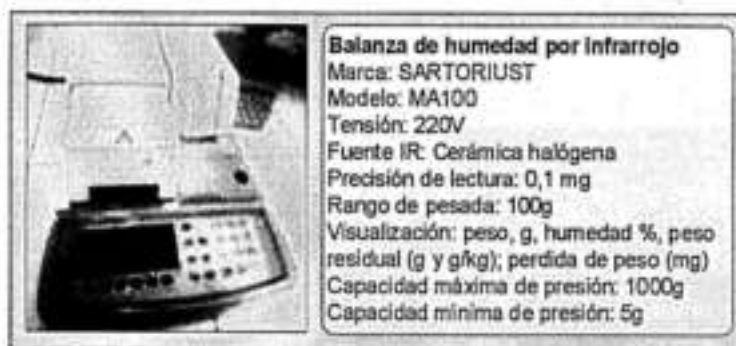 Balanza de humedad por infrarrojo
Marca: SARTORIUST
Modelo: MA100
Tensión: 220V
Fuente IR: Cerámica halógena
Precisión de lectura: 0,1 mg
Rango de pesada: 100g
Visualización: peso, g, humedad %, peso
residual (g y g/kg); perdida de peso (mg)
Capacidad máxima de presión: 1000g
Capacidad minima de presión: 5g